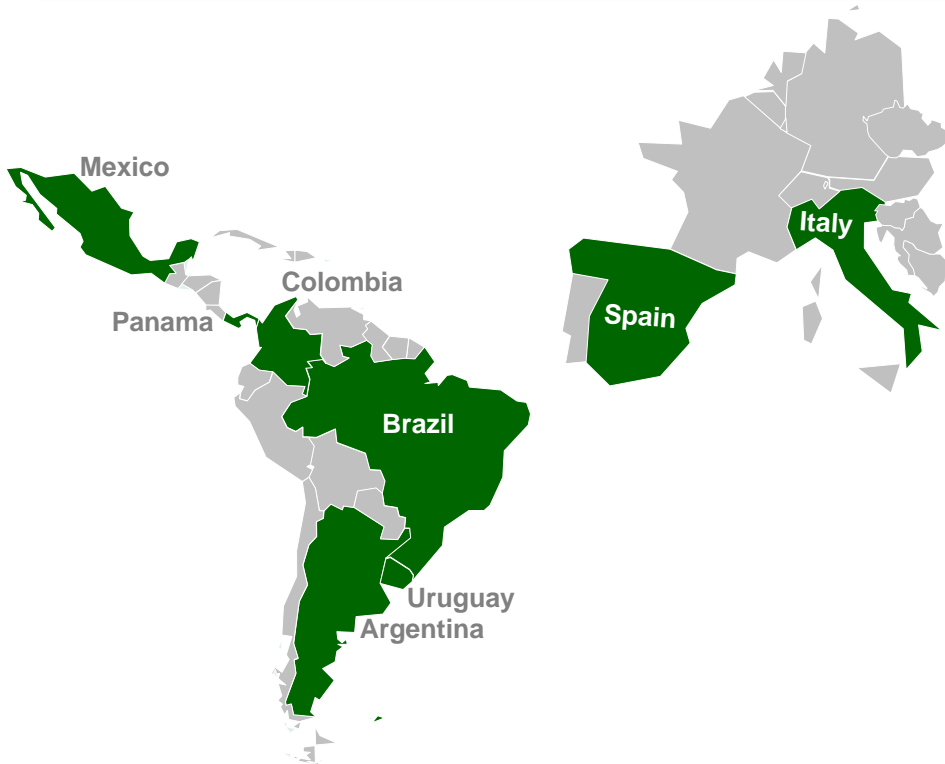 Mexico
Italy
Colombia
Panama
Spain
Brazil
Uruguay
Argentina